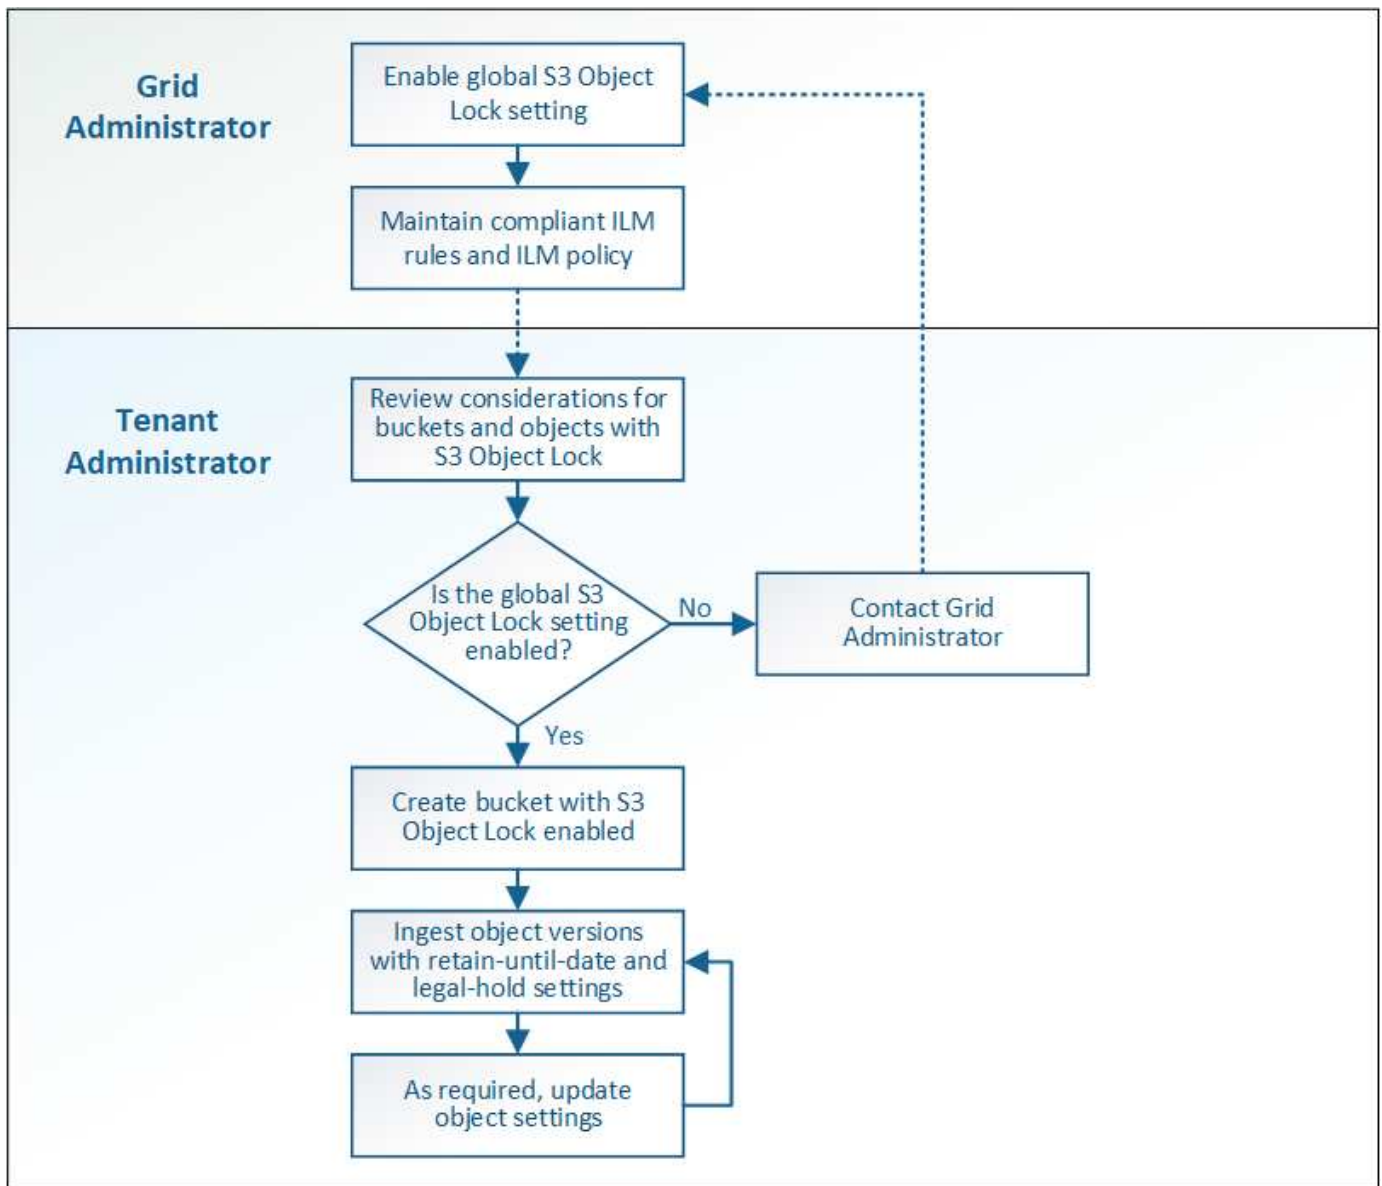 Grid
Administrator
Enable global S3 Object
Lock setting
Maintain compliant ILM
rules and ILM policy
Tenant
Administrator
Review considerations for
buckets and objects with
S3 Object Lock
Is the global S3
Object Lock setting
enabled?
No
Contact Grid
Administrator
Yes
Create bucket with S3
Object Lock enabled
Ingest object versions
with retain-until-date and
legal-hold settings
As required, update
object settings